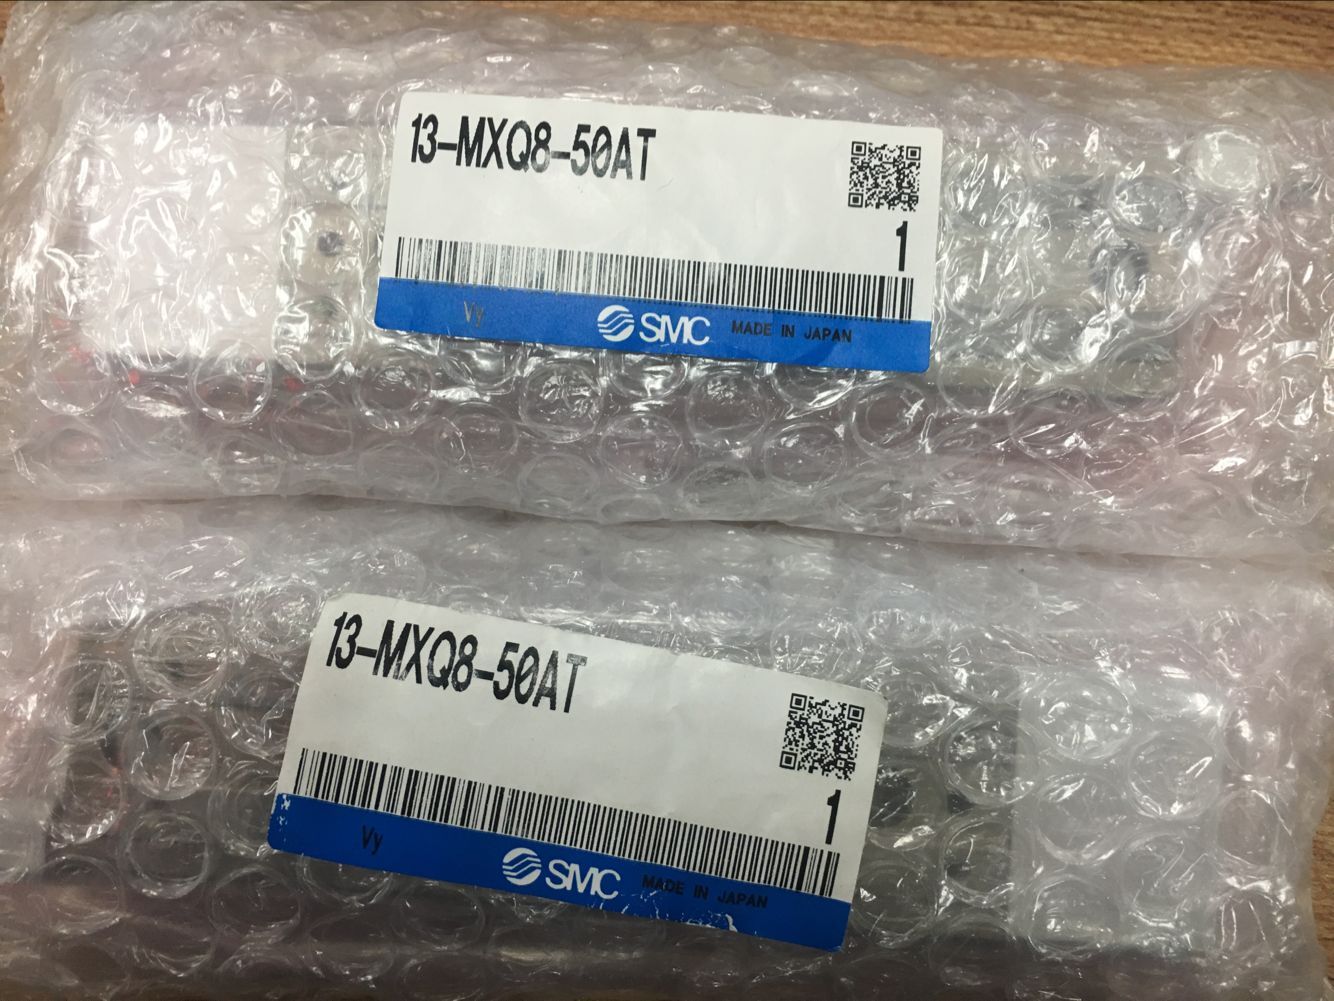 13-MXQ8-50AT
1
Vy
SMC MADE IN JAPAN
13-MXQ8-50AT
1
Vy
SMC MADE IN JAPAN